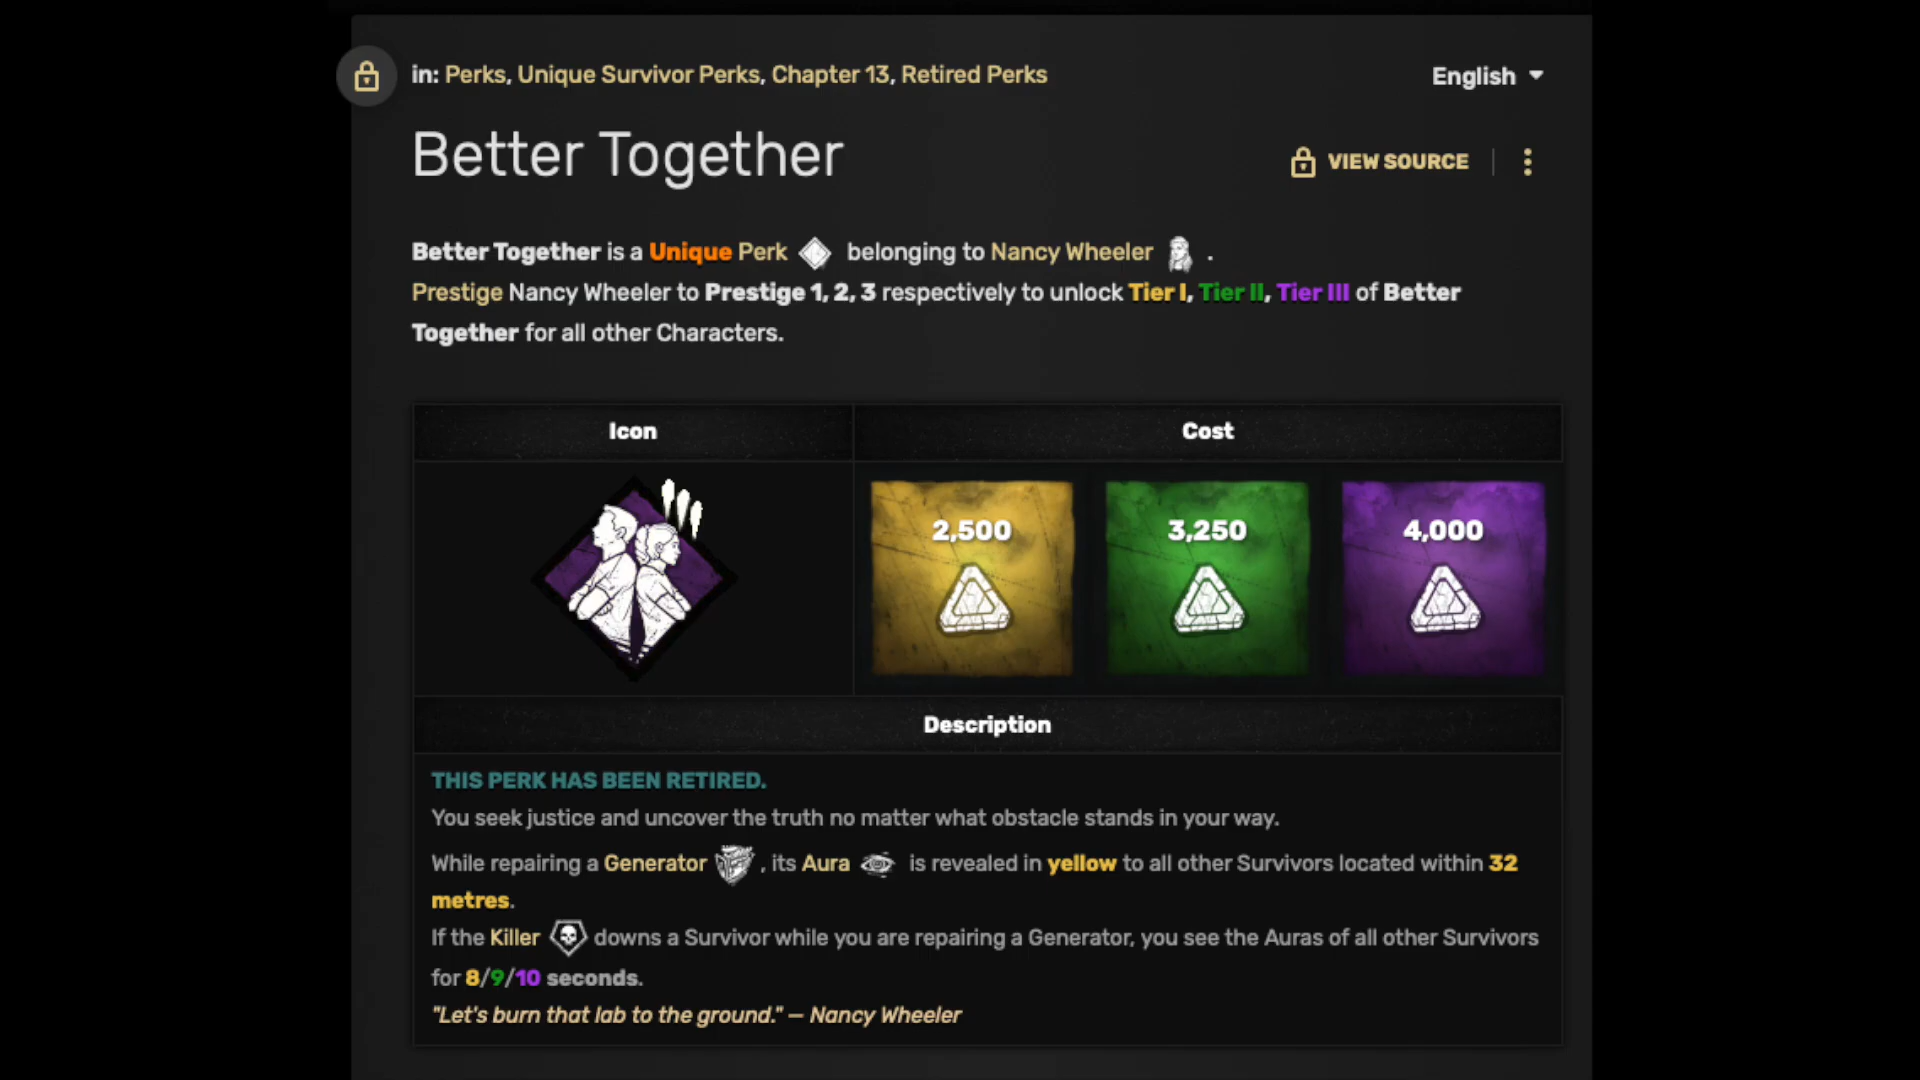 in: Perks, Unique Survivor Perks, Chapter 13, Retired Perks
English
Better Together
VIEW SOURCE
Better Together is a Unique Perk belonging to Nancy Wheeler .
Prestige Nancy Wheeler to Prestige 1, 2, 3 respectively to unlock Tier I, Tier II, Tier III of Better
Together for all other Characters.
Icon
Cost
2,500
3,250
4,000
Description
THIS PERK HAS BEEN RETIRED.
You seek justice and uncover the truth no matter what obstacle stands in your way.
While repairing a Generator , its Aura is revealed in yellow to all other Survivors located within 32
metres.
If the Killer downs a Survivor while you are repairing a Generator, you see the Auras of all other Survivors
for 8/9/10 seconds.
"Let's burn that lab to the ground." — Nancy Wheeler